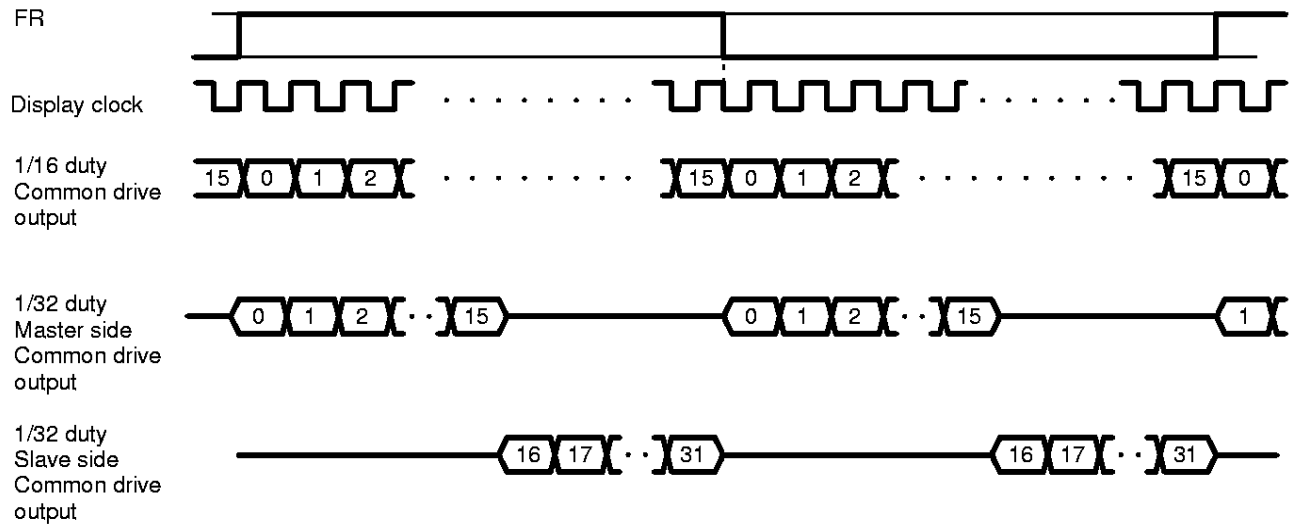 FR
Display clock
1/16 duty
Common drive
output
15 0 1 2 15 0 1 2 15 0
1/32 duty
Master side
Common drive
output
0 1 2 15 0 1 2 15 1
1/32 duty
Slave side
Common drive
output
16 17 31 16 17 31